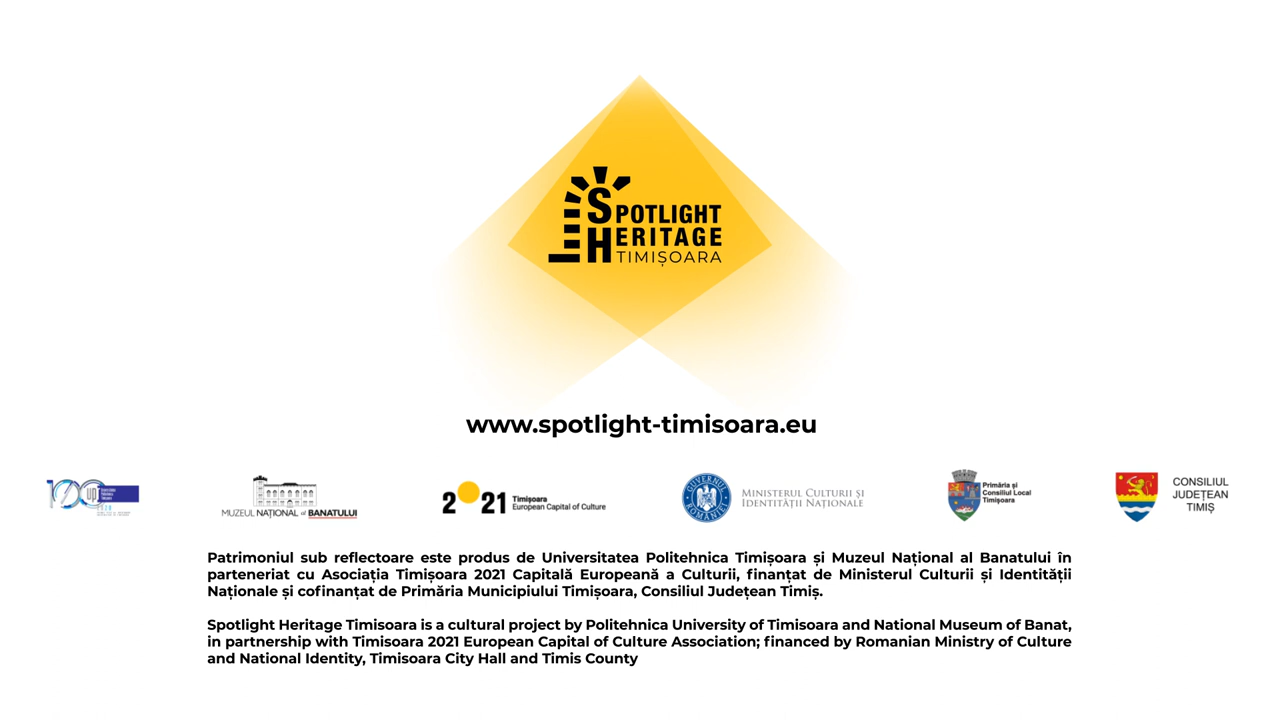 SPOTLIGHT
HERITAGE
TIMIȘOARA
www.spotlight-timisoara.eu
100 up
MUZEUL NAȚIONAL al BANATULUI
2021 Timișoara
European Capital of Culture
GUVERNUL ROMÂNIEI
MINISTERUL CULTURII ȘI
IDENTITĂȚII NAȚIONALE
Primăria și
Consiliul Local
Timișoara
CONSILIUL
JUDEȚEAN
TIMIȘ
Patrimoniul sub reflectoare este produs de Universitatea Politehnica Timișoara și Muzeul Național al Banatului în
parteneriat cu Asociația Timișoara 2021 Capitală Europeană a Culturii, finanțat de Ministerul Culturii și Identității
Naționale și cofinanțat de Primăria Municipiului Timișoara, Consiliul Județean Timiș.
Spotlight Heritage Timisoara is a cultural project by Politehnica University of Timisoara and National Museum of Banat,
in partnership with Timisoara 2021 European Capital of Culture Association; financed by Romanian Ministry of Culture
and National Identity, Timisoara City Hall and Timis County